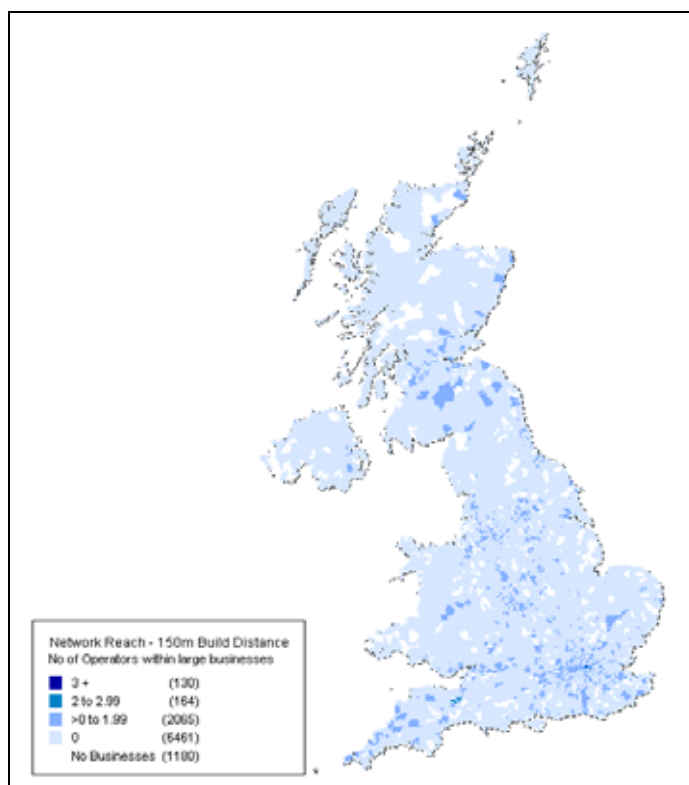 Network Reach - 150m Build Distance
No of Operators within large businesses
3 + (130)
2 to 2.99 (164)
>0 to 1.99 (2065)
0 (6461)
No Businesses (1180)